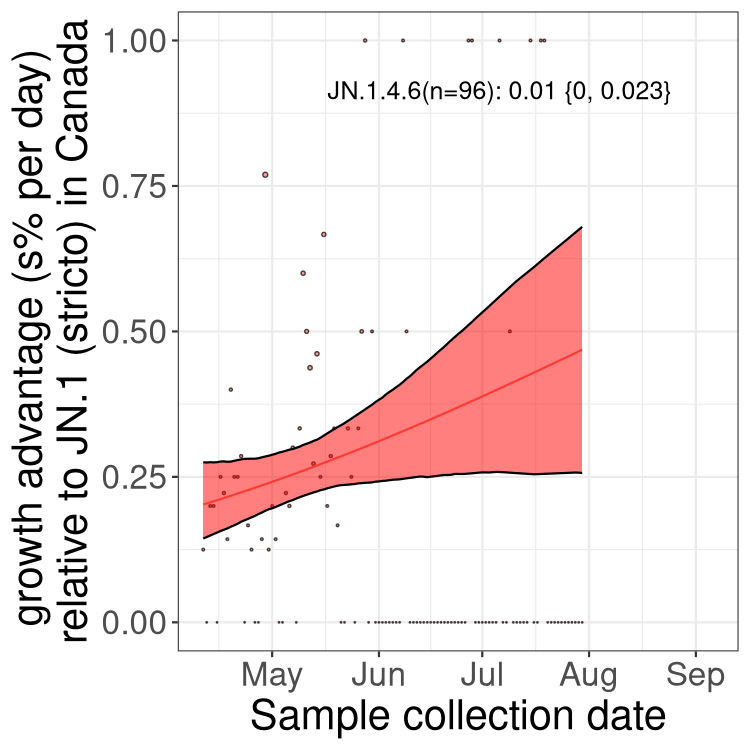 growth advantage (s% per day)
relative to JN.1 (stricto) in Canada
1.00
0.75
0.50
0.25
0.00
JN.1.4.6(n=96): 0.01 {0, 0.023}
May Jun Jul Aug Sep
Sample collection date